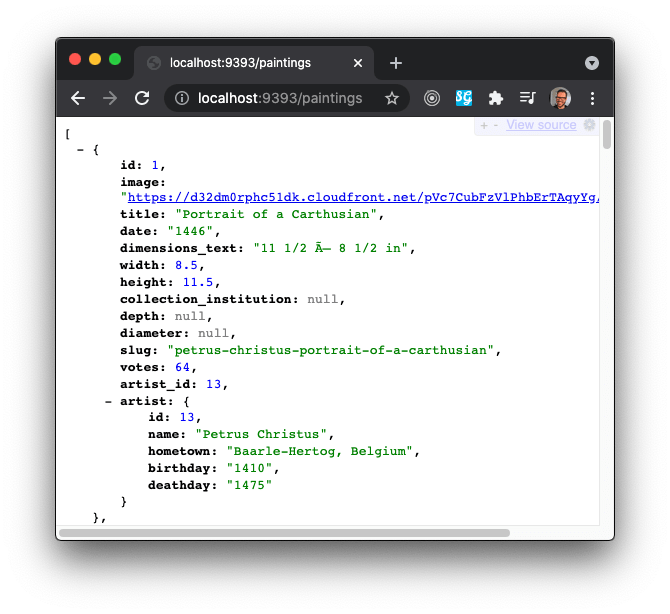 localhost:9393/paintings
localhost:9393/paintings
+ - View source
[
– {
id: 1,
image:
"https://d32dm0rphc51dk.cloudfront.net/pVc7CubFzVlPhbErTAqyYg/
title: "Portrait of a Carthusian",
date: "1446",
dimensions_text: "11 1/2 Ã— 8 1/2 in",
width: 8.5,
height: 11.5,
collection_institution: null,
depth: null,
diameter: null,
slug: "petrus-christus-portrait-of-a-carthusian",
votes: 64,
artist_id: 13,
– artist: {
id: 13,
name: "Petrus Christus",
hometown: "Baarle-Hertog, Belgium",
birthday: "1410",
deathday: "1475"
}
},